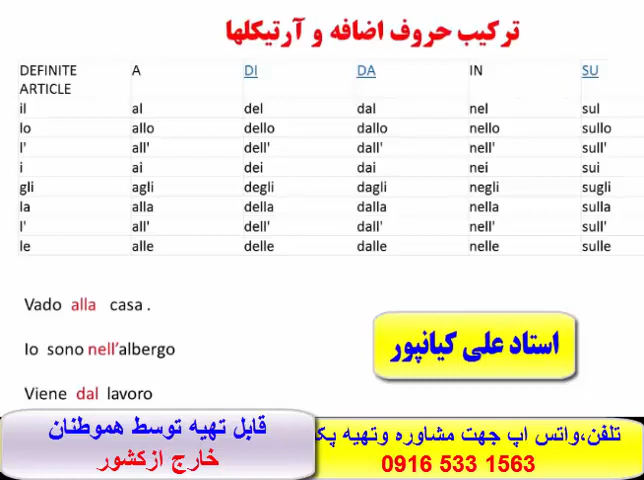 ترکیب حروف اضافه و آرتیکلها
DEFINITE ARTICLE A DI DA IN SU
il al del dal nel sul
lo allo dello dallo nello sullo
l' all' dell' dall' nell' sull'
i ai dei dai nei sui
gli agli degli dagli negli sugli
la alla della dalla nella sulla
l' all' dell' dall' nell' sull'
le alle delle dalle nelle sulle
Vado alla casa .
Io sono nell'albergo
Viene dal lavoro
استاد علی کیانپور
قابل تهیه توسط هموطنان
خارج ازکشور
تلفن،واتس اپ جهت مشاوره وتهیه پک
0916 533 1563